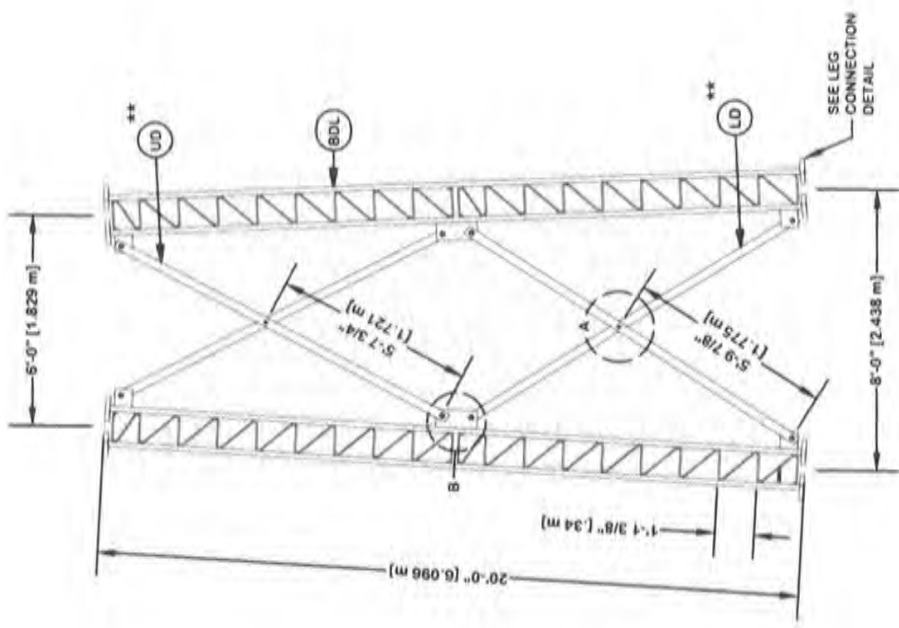 6'-0" [1.829 m]
**
UD
BDL
5'-7 3/4"
[1.721 m]
A
B
**
LD
5'-9 7/8"
[1.775 m]
1'-1 3/8" [.34 m]
20'-0" [6.096 m]
8'-0" [2.438 m]
SEE LEG
CONNECTION
DETAIL